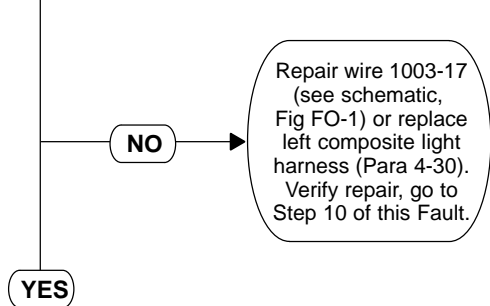 NO
Repair wire 1003-17
(see schematic,
Fig FO-1) or replace
left composite light
harness (Para 4-30).
Verify repair, go to
Step 10 of this Fault.
YES